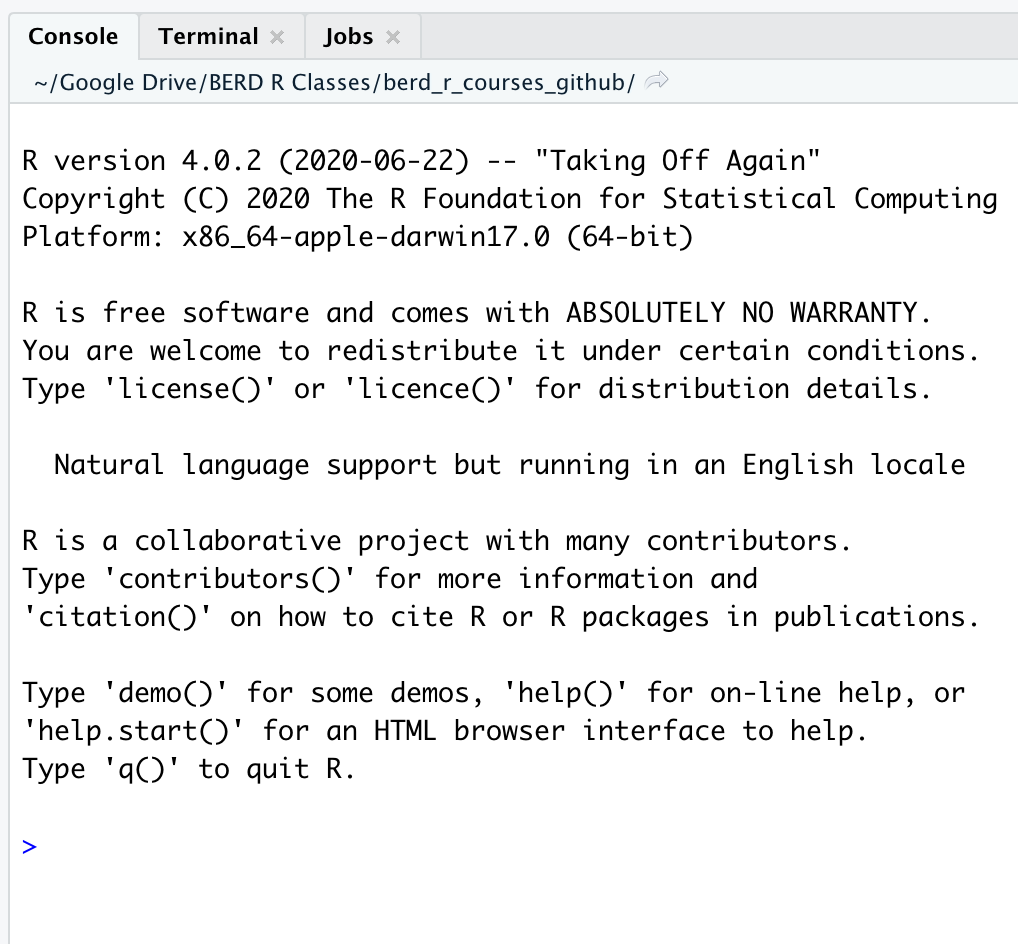 Console Terminal × Jobs ×
~/Google Drive/BERD R Classes/berd_r_courses_github/
R version 4.0.2 (2020-06-22) -- "Taking Off Again"
Copyright (C) 2020 The R Foundation for Statistical Computing
Platform: x86_64-apple-darwin17.0 (64-bit)
R is free software and comes with ABSOLUTELY NO WARRANTY.
You are welcome to redistribute it under certain conditions.
Type 'license()' or 'licence()' for distribution details.
  Natural language support but running in an English locale
R is a collaborative project with many contributors.
Type 'contributors()' for more information and
'citation()' on how to cite R or R packages in publications.
Type 'demo()' for some demos, 'help()' for on-line help, or
'help.start()' for an HTML browser interface to help.
Type 'q()' to quit R.
>